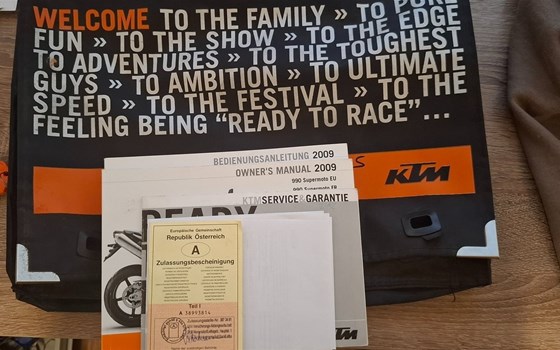 WELCOME TO THE FAMILY » TO PURE
FUN » TO THE SHOW » TO THE EDGE
TO ADVENTURES » TO THE TOUGHEST
GUYS » TO AMBITION » TO ULTIMATE
SPEED » TO THE FESTIVAL » TO THE
FEELING BEING “READY TO RACE”...
KTM
BEDIENUNGSANLEITUNG 2009
OWNER'S MANUAL 2009
990 Supermoto EU
990 Supermoto FR
KTMSERVICE & GARANTIE
READY
Europäische Gemeinschaft
Republik Österreich
A
Zulassungsbescheinigung
Teil I
KTM